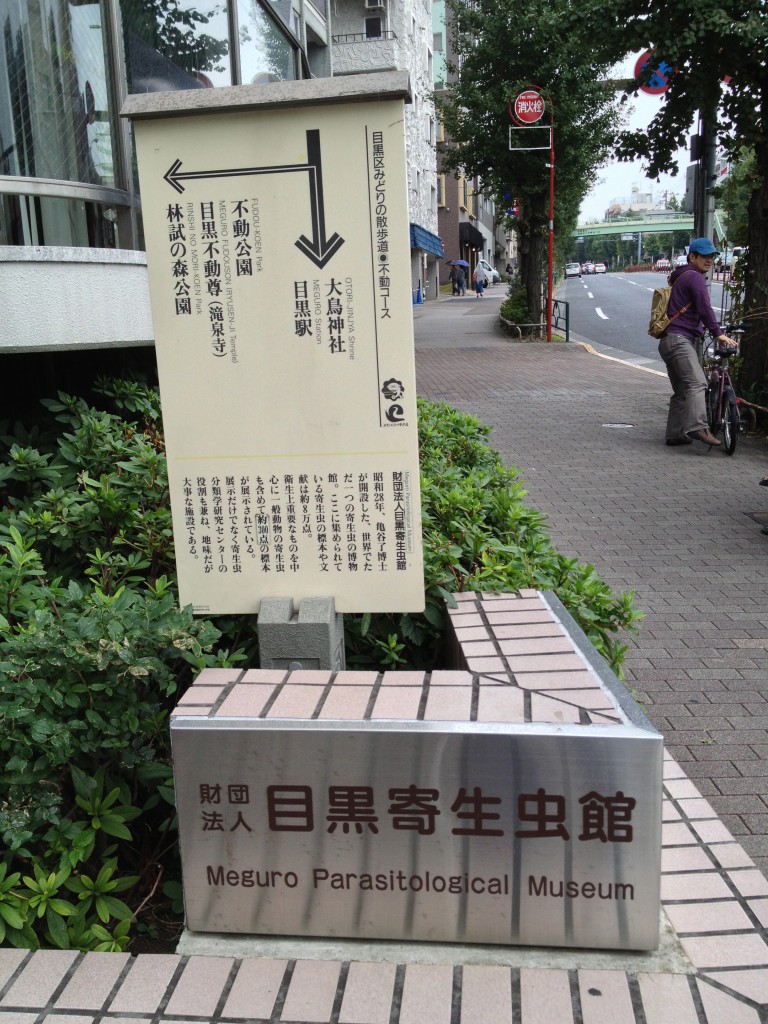 目黒区みどりの散歩道●不動コース
大鳥神社
OTORI-JINJYA Shrine
目黒駅
MEGURO Station
不動公園
FUDOU-KOEN Park
目黒不動尊（滝泉寺）
MEGURO FUDOUSON (RYUSEN-JI Temple)
林試の森公園
RINSHI NO MORI-KOEN Park
Meguro Parasitological Museum
財団法人目黒寄生虫館
昭和28年、亀谷了博士
が開設した、世界でた
だ一つの寄生虫の博物
館。ここに集められて
いる寄生虫の標本や文
献は約8万点。
衛生上重要なものを中
心に一般動物の寄生虫
も含めて約300点の標本
が展示されている。
展示だけでなく寄生虫
分類学研究センターの
役割も兼ね、地味だが
大事な施設である。
消火栓
財団
法人
目黒寄生虫館
Meguro Parasitological Museum